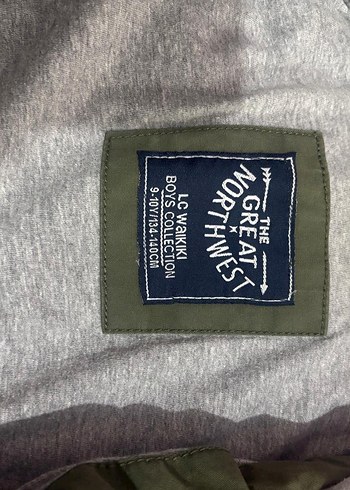 THE
GREAT
NORTHWEST
LC WAIKIKI
BOYS COLLECTION
9-10Y/134-140CM